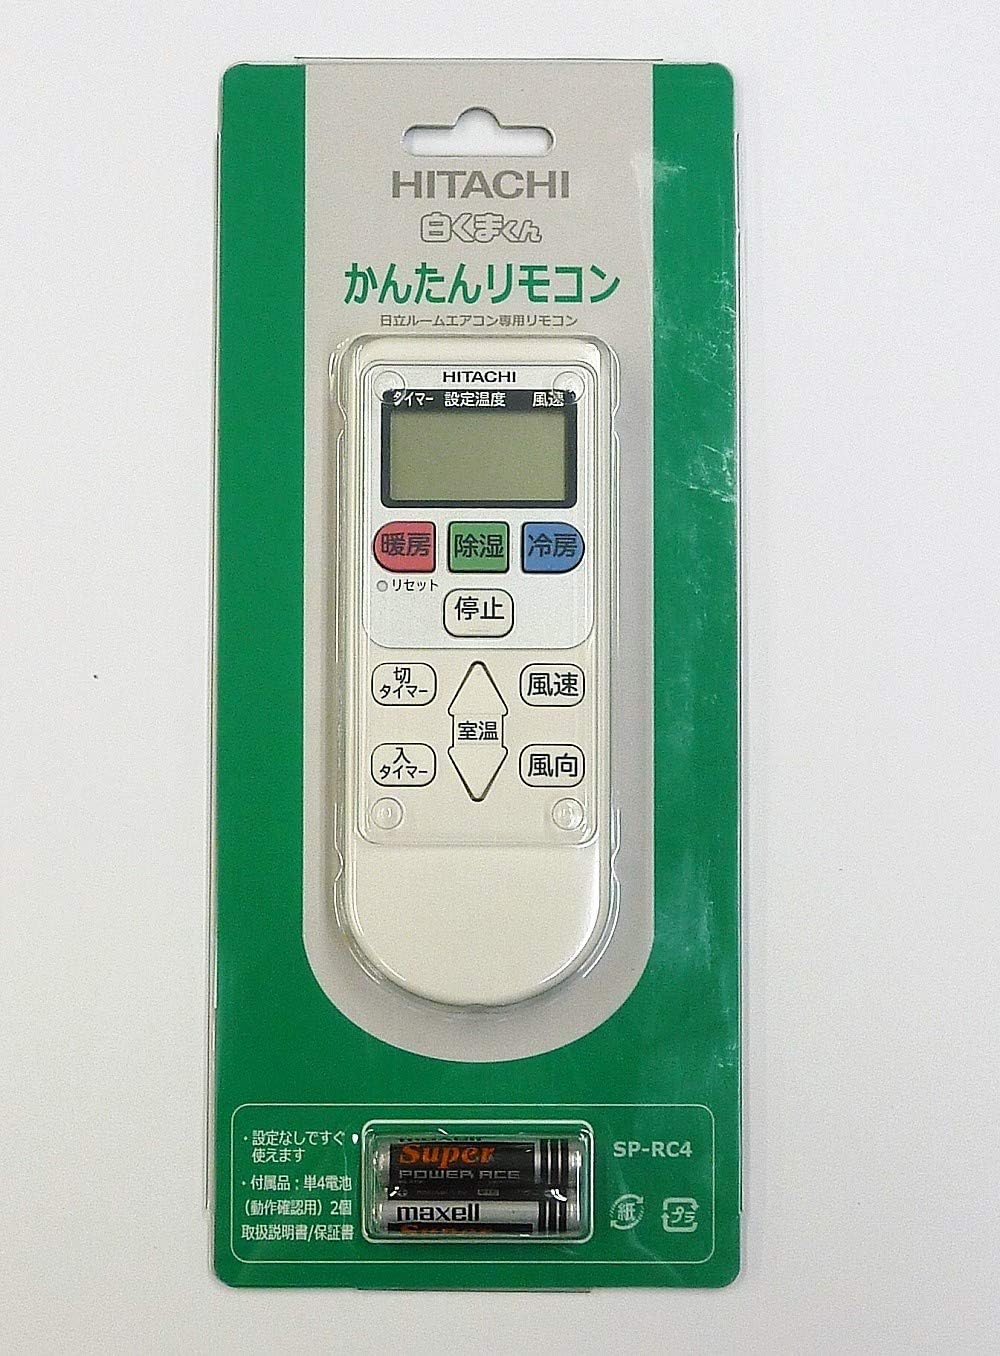 HITACHI
白くまくん
かんたんリモコン
日立ルームエアコン専用リモコン
HITACHI
タイマー 設定温度 風速
暖房 除湿 冷房
リセット
停止
切
タイマー
風速
室温
入
タイマー
風向
・設定なしですぐ
使えます
・付属品:単4電池
(動作確認用)2個
取扱説明書/保証書
maxell
Super
POWER ACE
maxell
Super
SP-RC4
紙
プラ